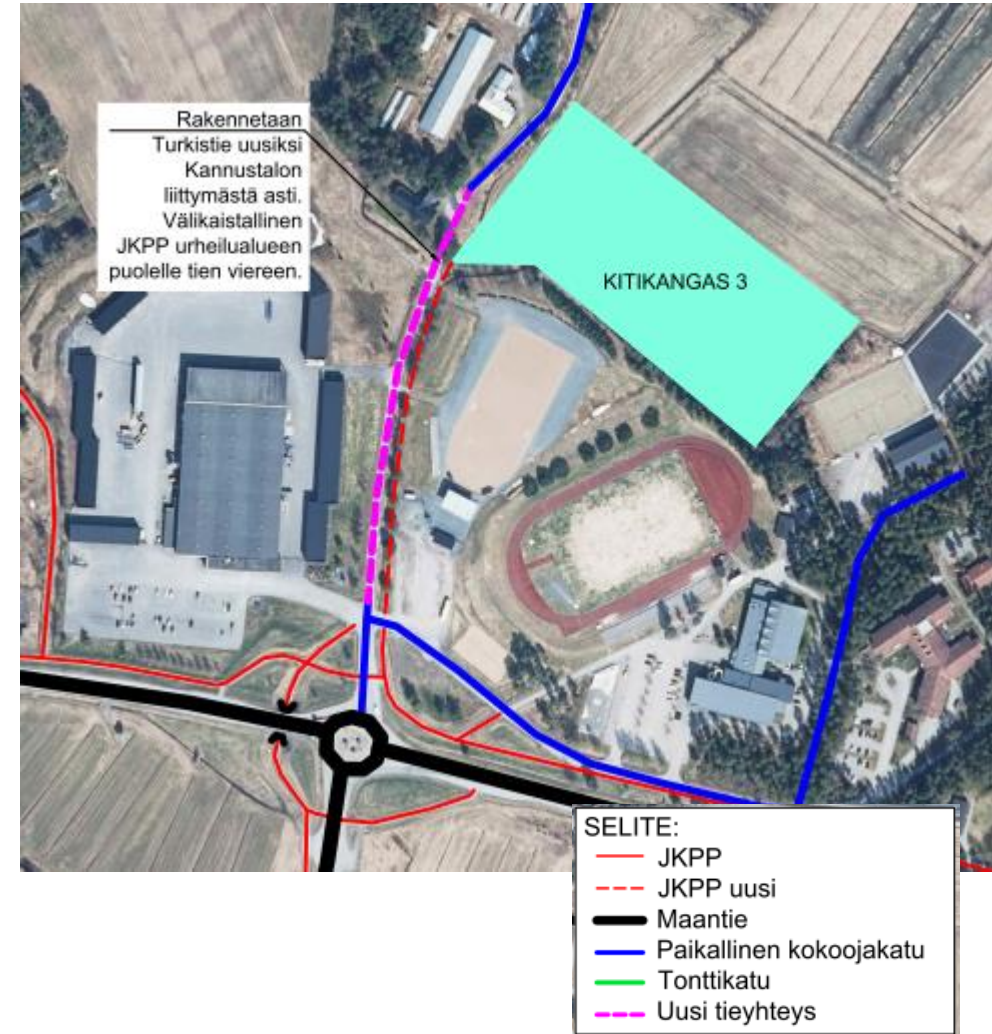 Rakennetaan
Turkistie uusiksi
Kannustalon
liittymästä asti.
Välikaistallinen
JKPP urheilualueen
puolelle tien viereen.
KITIKANGAS 3
SELITE:
JKPP
JKPP uusi
Maantie
Paikallinen kokoojakatu
Tonttikatu
Uusi tieyhteys